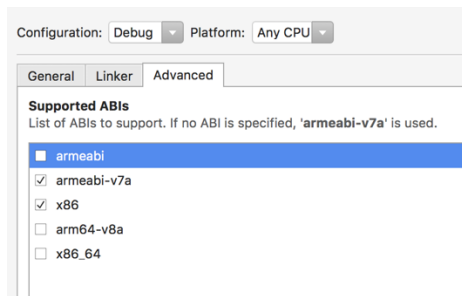 Configuration: Debug Platform: Any CPU
General Linker Advanced
Supported ABIs
List of ABIs to support. If no ABI is specified, 'armeabi-v7a' is used.
armeabi
armeabi-v7a
x86
arm64-v8a
x86_64